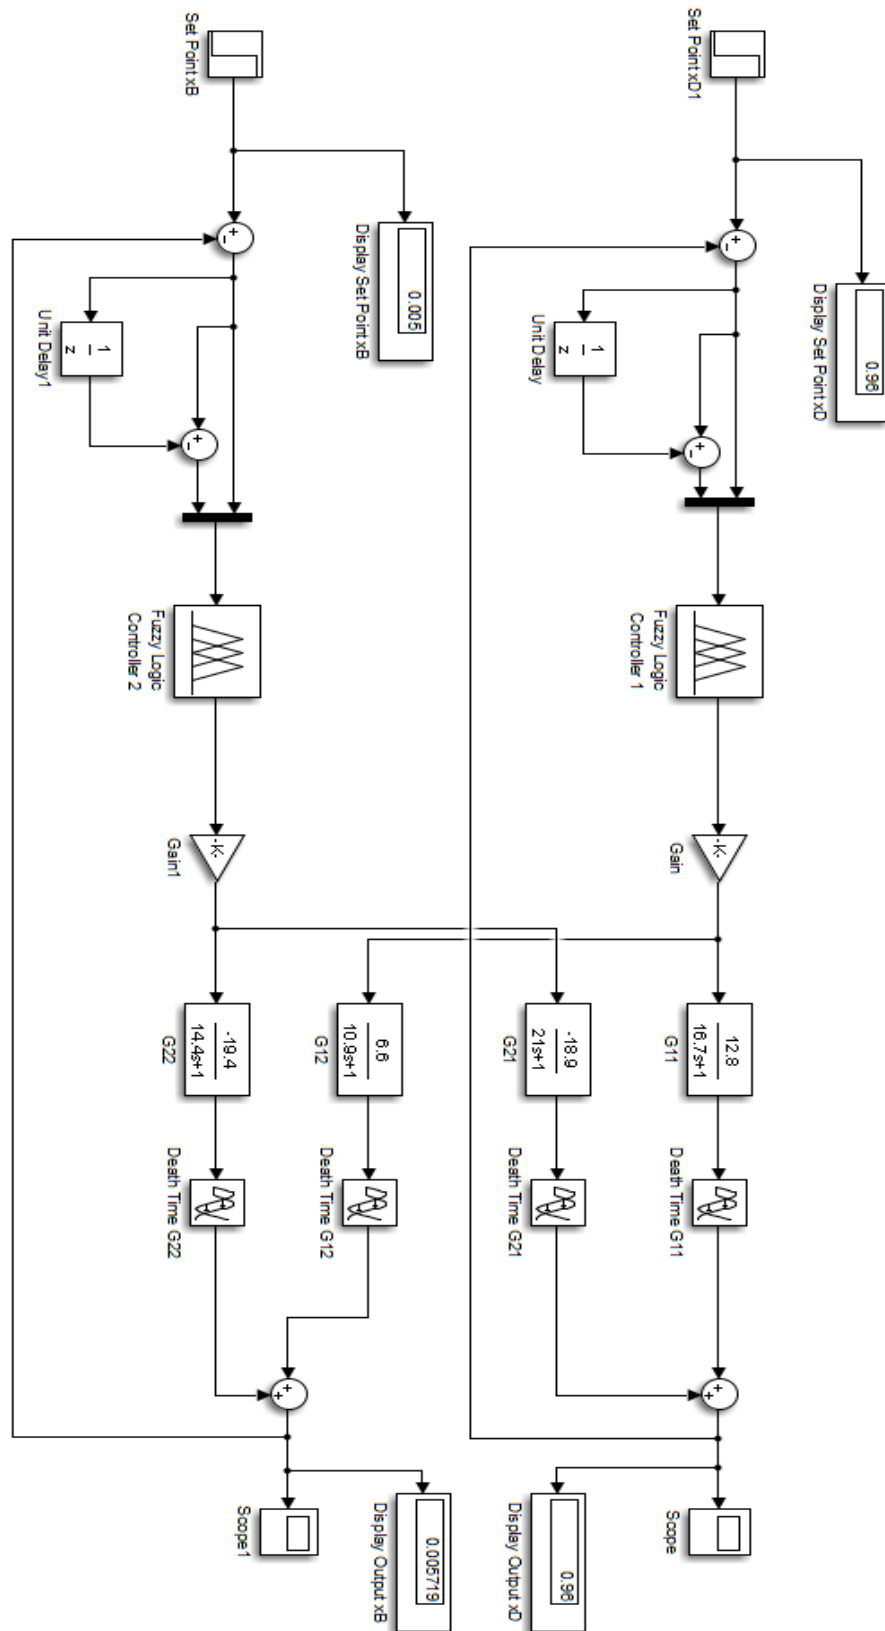 Set Point xD1
0.96
Display Set Point xD
+
-
1
z
Unit Delay
+
-
Fuzzy Logic
Controller 1
-K-
Gain
12.8
16.7s+1
G11
Death Time G11
-18.9
21s+1
G21
Death Time G21
+
+
Scope
0.96
Display Output xD
Set Point xB
0.005
Display Set Point xB
+
-
1
z
Unit Delay1
+
-
Fuzzy Logic
Controller 2
-K-
Gain1
6.6
10.9s+1
G12
Death Time G12
-19.4
14.4s+1
G22
Death Time G22
+
+
0.005719
Display Output xB
Scope1